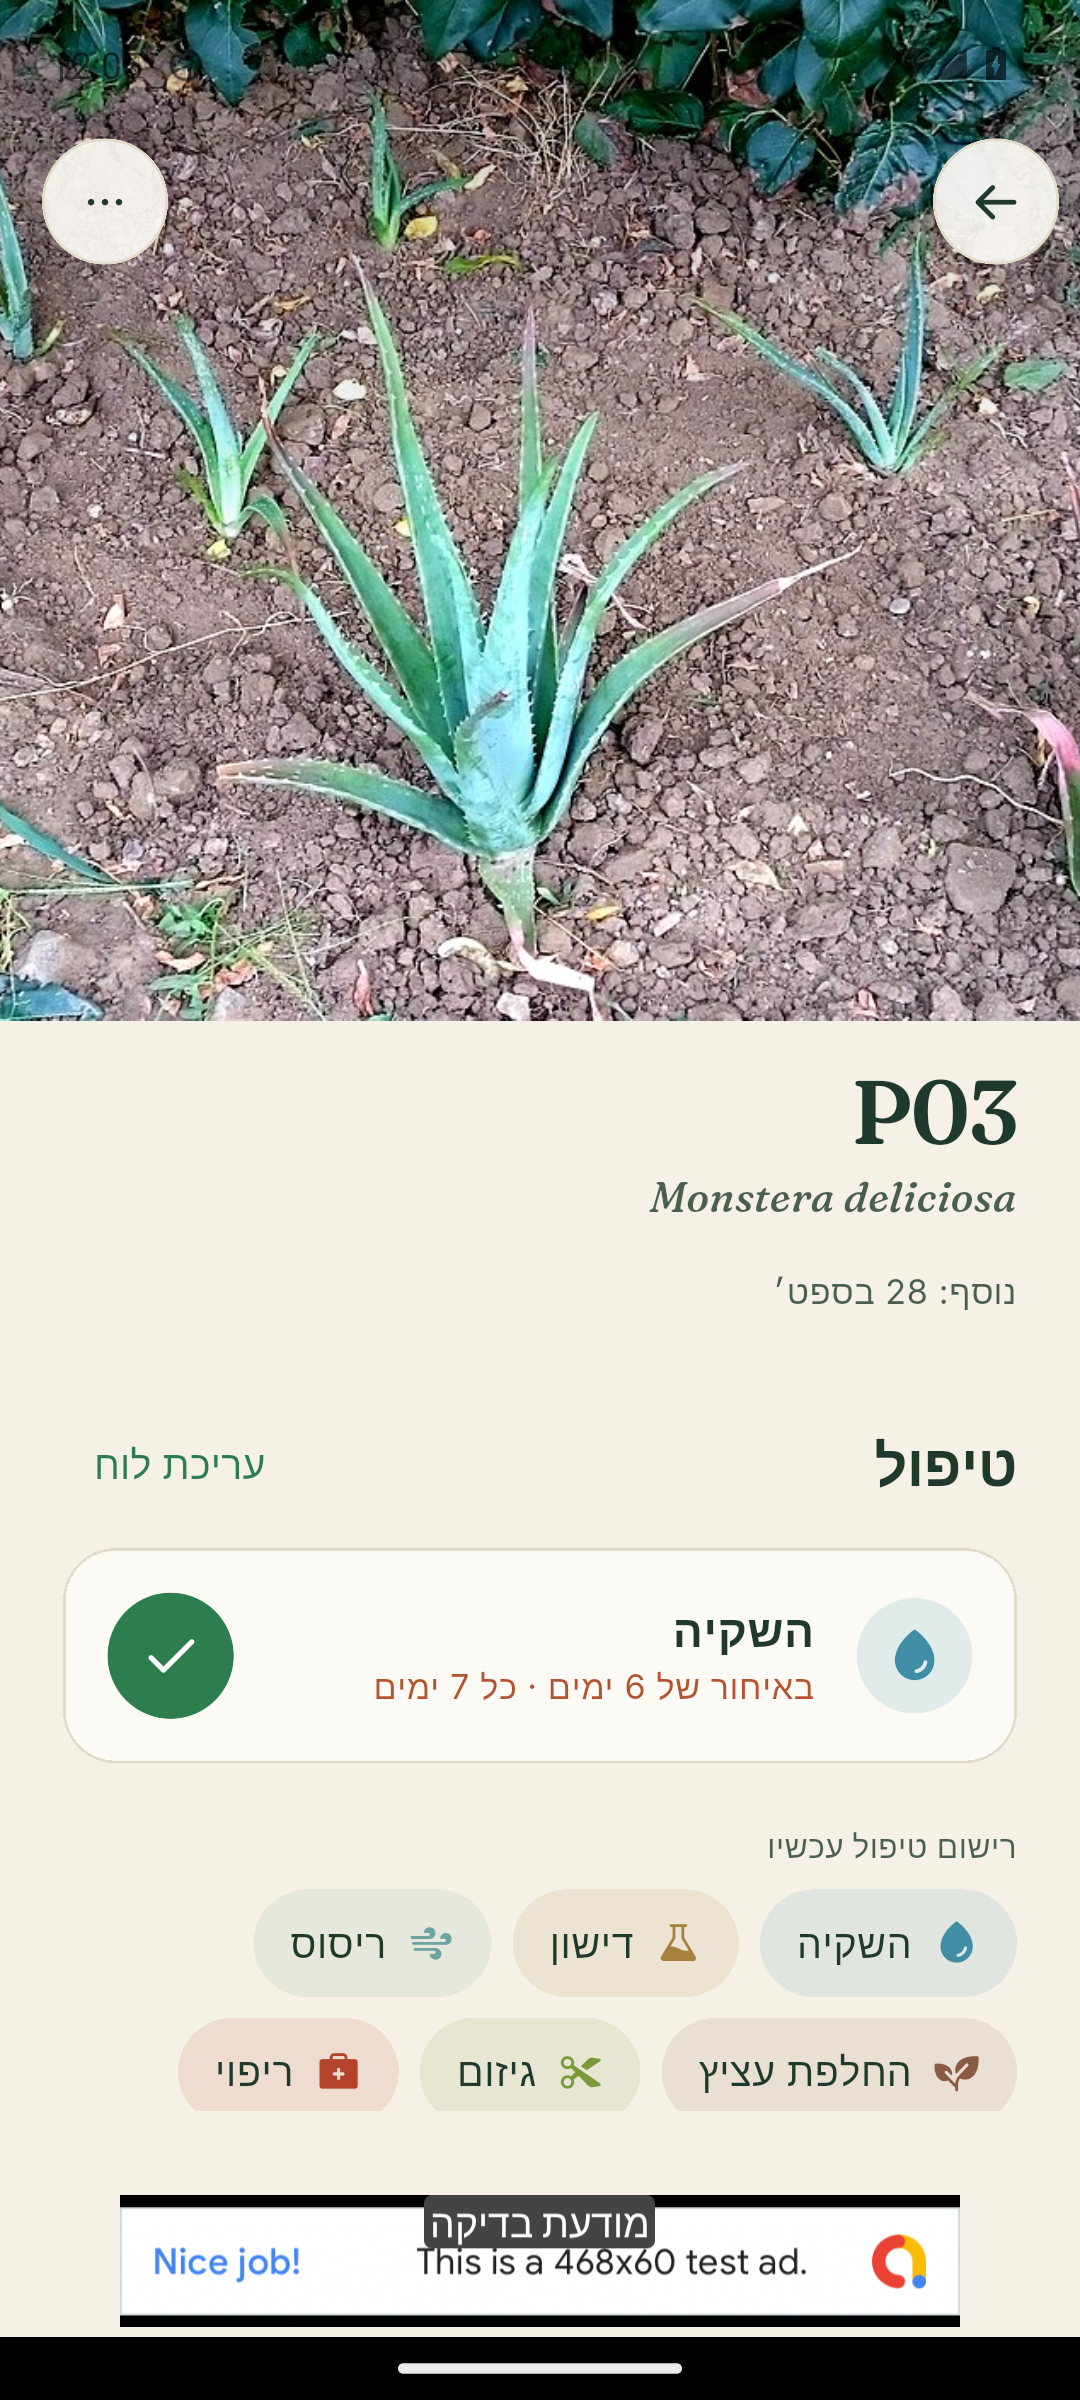 P03
Monstera deliciosa
נוסף: 28 בספט׳
טיפול
עריכת לוח
השקיה
באיחור של 6 ימים · כל 7 ימים
רישום טיפול עכשיו
השקיה
דישון
ריסוס
החלפת עציץ
גיזום
ריפוי
מודעת בדיקה
Nice job!
This is a 468x60 test ad.